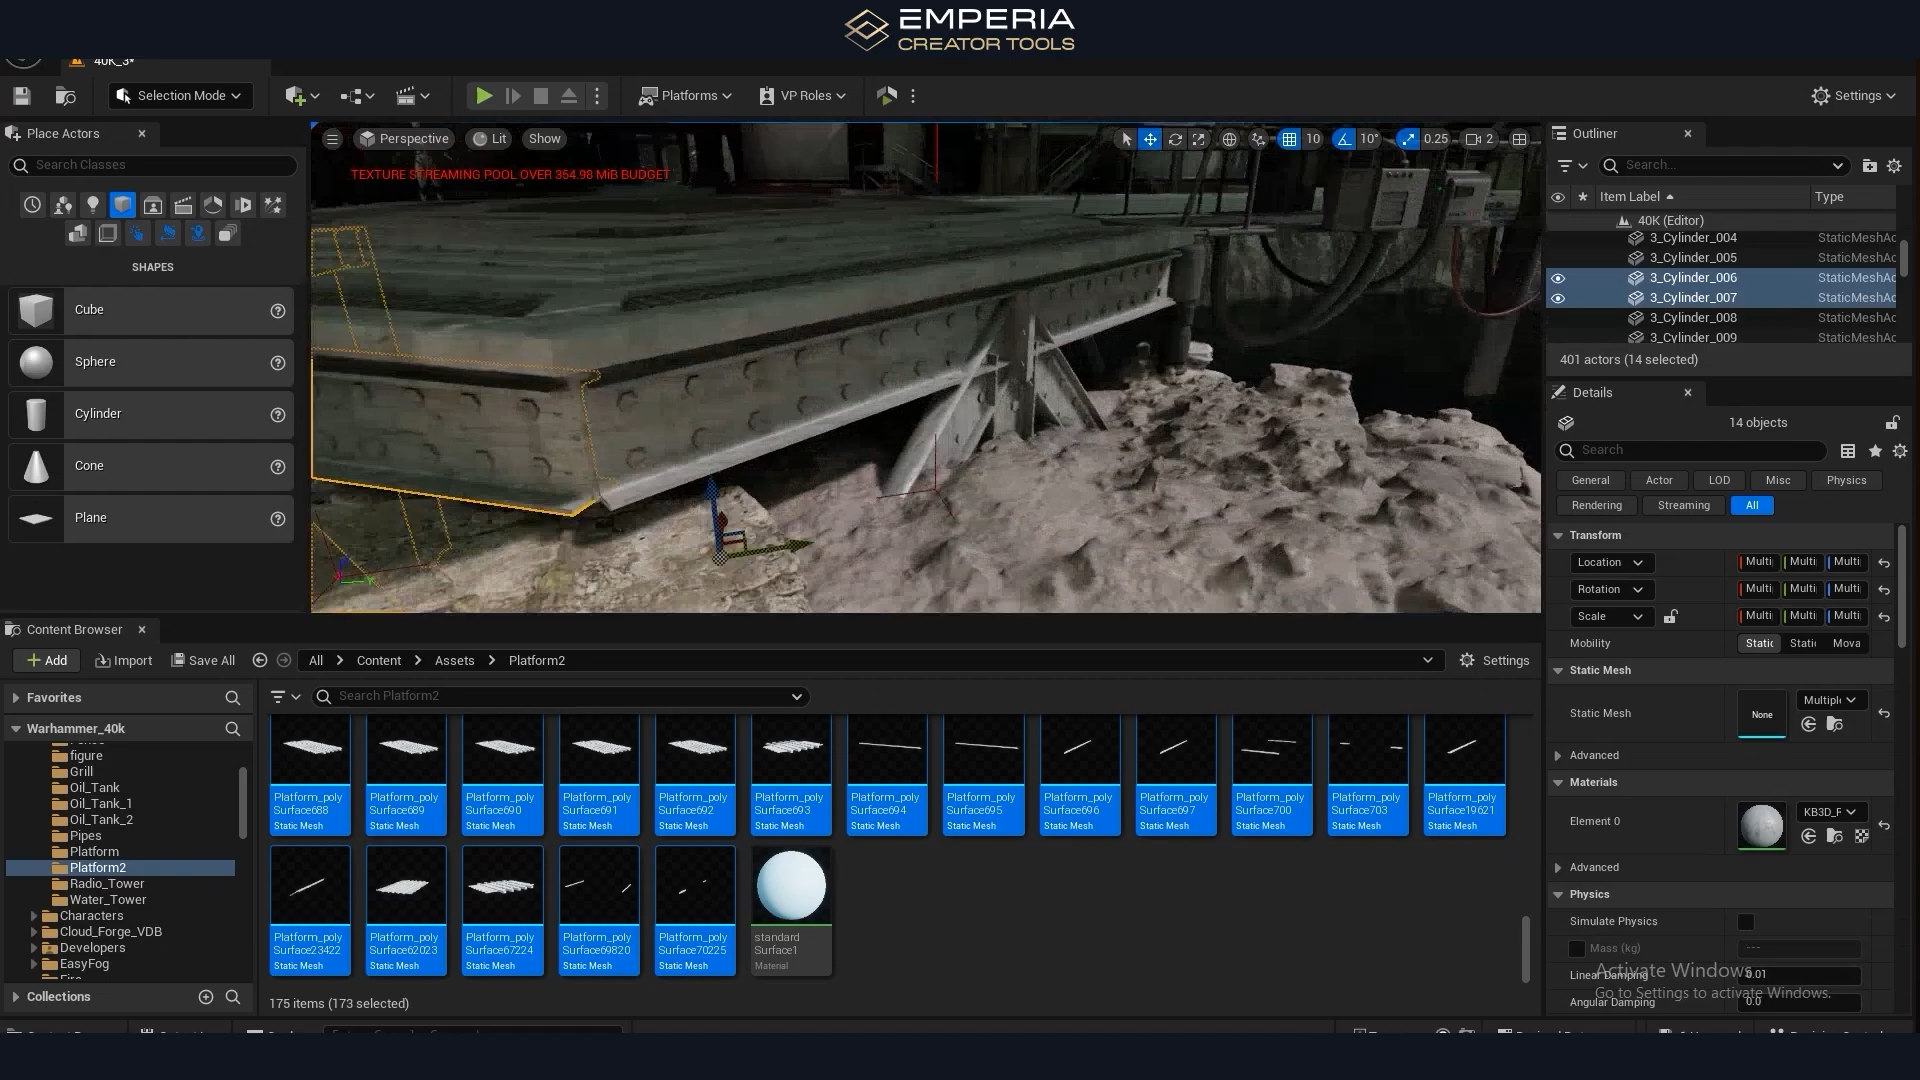 EMPERIA
CREATOR TOOLS
40K_3*
Selection Mode
Platforms
VP Roles
Settings
Place Actors
Search Classes
SHAPES
Cube
Sphere
Cylinder
Cone
Plane
Perspective
Lit
Show
10
10°
0.25
2
TEXTURE STREAMING POOL OVER 354.98 MiB BUDGET
Outliner
Search...
Item Label
Type
40K (Editor)
3_Cylinder_004 StaticMeshAc
3_Cylinder_005 StaticMeshAc
3_Cylinder_006 StaticMeshAc
3_Cylinder_007 StaticMeshAc
3_Cylinder_008 StaticMeshAc
3_Cylinder_009 StaticMeshAc
401 actors (14 selected)
Details
14 objects
Search
General
Actor
LOD
Misc
Physics
Rendering
Streaming
All
Transform
Location Multi Multi Multi
Rotation Multi Multi Multi
Scale Multi Multi Multi
Mobility Static Static Mova
Static Mesh
Static Mesh None Multiple
Advanced
Materials
Element 0 KB3D_F
Advanced
Physics
Simulate Physics
Mass (kg) ---
Linear Damping 0.01
Angular Damping 0.0
Activate Windows
Go to Settings to activate Windows.
Content Browser
Add
Import
Save All
All
Content
Assets
Platform2
Settings
Favorites
Search Platform2
Warhammer_40k
figure
Grill
Oil_Tank
Oil_Tank_1
Oil_Tank_2
Pipes
Platform
Platform2
Radio_Tower
Water_Tower
Characters
Cloud_Forge_VDB
Developers
EasyFog
Collections
Platform_poly Surface688 Static Mesh
Platform_poly Surface689 Static Mesh
Platform_poly Surface690 Static Mesh
Platform_poly Surface691 Static Mesh
Platform_poly Surface692 Static Mesh
Platform_poly Surface693 Static Mesh
Platform_poly Surface694 Static Mesh
Platform_poly Surface695 Static Mesh
Platform_poly Surface696 Static Mesh
Platform_poly Surface697 Static Mesh
Platform_poly Surface700 Static Mesh
Platform_poly Surface703 Static Mesh
Platform_poly Surface19621 Static Mesh
Platform_poly Surface23422 Static Mesh
Platform_poly Surface62023 Static Mesh
Platform_poly Surface67224 Static Mesh
Platform_poly Surface69820 Static Mesh
Platform_poly Surface70225 Static Mesh
standard Surface1 Material
175 items (173 selected)